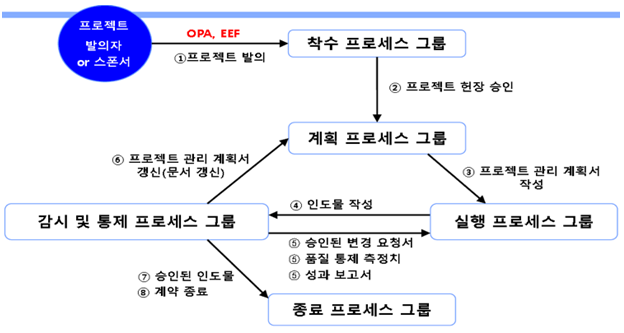 프로젝트
발의자
or 스폰서
OPA, EEF
①프로젝트 발의
착수 프로세스 그룹
② 프로젝트 헌장 승인
계획 프로세스 그룹
⑥ 프로젝트 관리 계획서
갱신(문서 갱신)
③ 프로젝트 관리 계획서
작성
감시 및 통제 프로세스 그룹
④ 인도물 작성
실행 프로세스 그룹
⑤ 승인된 변경 요청서
⑤ 품질 통제 측정치
⑤ 성과 보고서
⑦ 승인된 인도물
⑧ 계약 종료
종료 프로세스 그룹